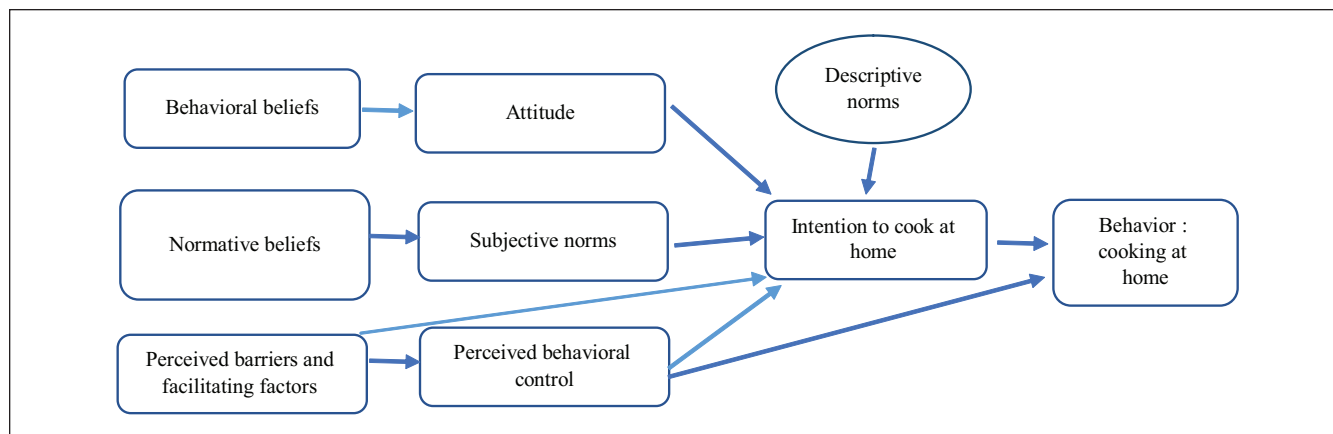 Behavioral beliefs
Attitude
Descriptive
norms
Normative beliefs
Subjective norms
Intention to cook at
home
Behavior :
cooking at
home
Perceived barriers and
facilitating factors
Perceived behavioral
control